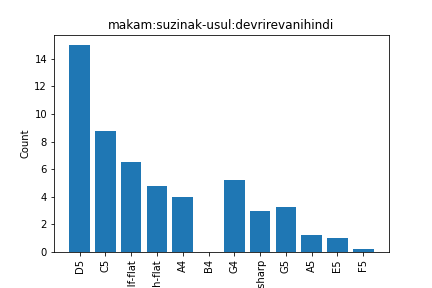 makam:suzinak-usul:devrirevanihindi
14
12
10
8
6
4
2
0
Count
D5
C5
lf-flat
h-flat
A4
B4
G4
sharp
G5
A5
E5
F5